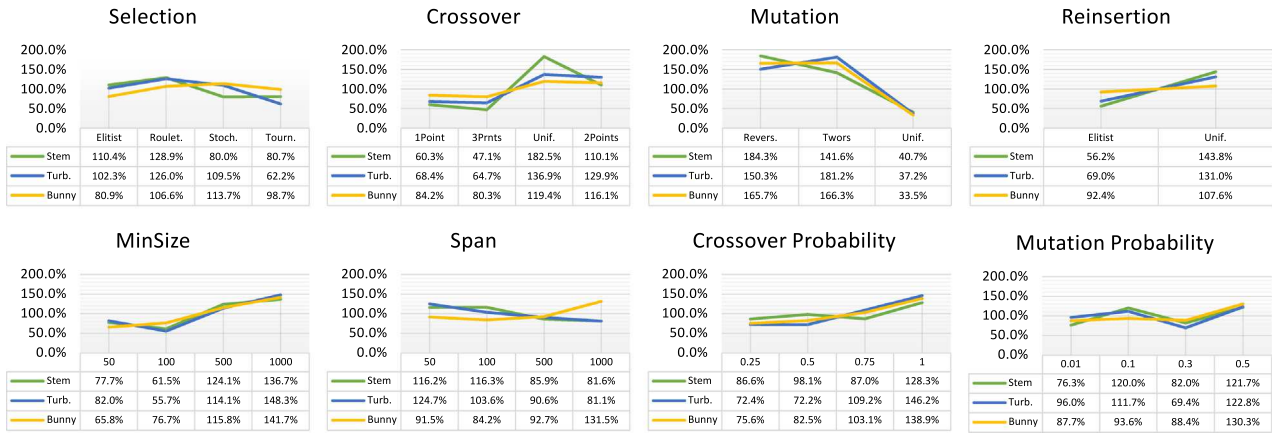 Selection
200.0%
150.0%
100.0%
50.0%
0.0%
Elitist Roulet. Stoch. Tourn.
Stem 110.4% 128.9% 80.0% 80.7%
Turb. 102.3% 126.0% 109.5% 62.2%
Bunny 80.9% 106.6% 113.7% 98.7%
Crossover
200.0%
150.0%
100.0%
50.0%
0.0%
1Point 3Prnts Unif. 2Points
Stem 60.3% 47.1% 182.5% 110.1%
Turb. 68.4% 64.7% 136.9% 129.9%
Bunny 84.2% 80.3% 119.4% 116.1%
Mutation
200.0%
150.0%
100.0%
50.0%
0.0%
Revers. Twors Unif.
Stem 184.3% 141.6% 40.7%
Turb. 150.3% 181.2% 37.2%
Bunny 165.7% 166.3% 33.5%
Reinsertion
200.0%
150.0%
100.0%
50.0%
0.0%
Elitist Unif.
Stem 56.2% 143.8%
Turb. 69.0% 131.0%
Bunny 92.4% 107.6%
MinSize
200.0%
150.0%
100.0%
50.0%
0.0%
50 100 500 1000
Stem 77.7% 61.5% 124.1% 136.7%
Turb. 82.0% 55.7% 114.1% 148.3%
Bunny 65.8% 76.7% 115.8% 141.7%
Span
200.0%
150.0%
100.0%
50.0%
0.0%
50 100 500 1000
Stem 116.2% 116.3% 85.9% 81.6%
Turb. 124.7% 103.6% 90.6% 81.1%
Bunny 91.5% 84.2% 92.7% 131.5%
Crossover Probability
200.0%
150.0%
100.0%
50.0%
0.0%
0.25 0.5 0.75 1
Stem 86.6% 98.1% 87.0% 128.3%
Turb. 72.4% 72.2% 109.2% 146.2%
Bunny 75.6% 82.5% 103.1% 138.9%
Mutation Probability
200.0%
150.0%
100.0%
50.0%
0.0%
0.01 0.1 0.3 0.5
Stem 76.3% 120.0% 82.0% 121.7%
Turb. 96.0% 111.7% 69.4% 122.8%
Bunny 87.7% 93.6% 88.4% 130.3%